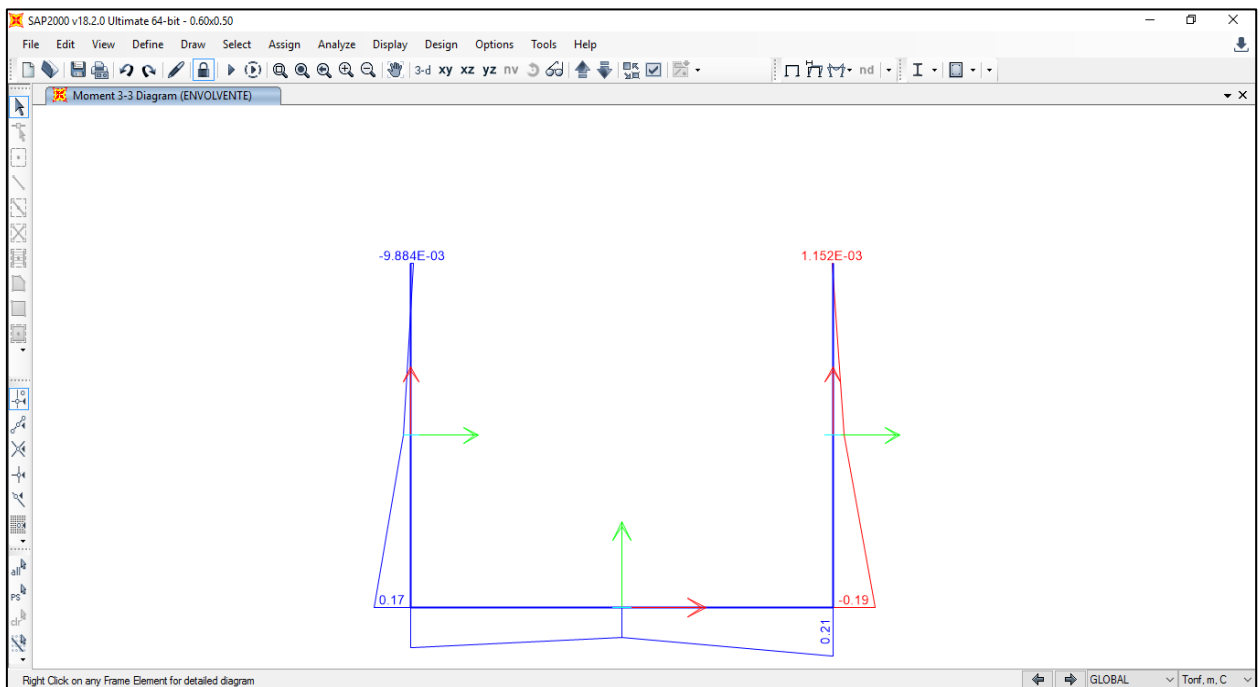 SAP2000 v18.2.0 Ultimate 64-bit - 0.60x0.50
File Edit View Define Draw Select Assign Analyze Display Design Options Tools Help
3-d xy xz yz nv nd
Moment 3-3 Diagram (ENVOLVENTE)
-9.884E-03
1.152E-03
0.17
-0.19
0.21
all
PS
clr
Right Click on any Frame Element for detailed diagram
GLOBAL
Tonf, m, C